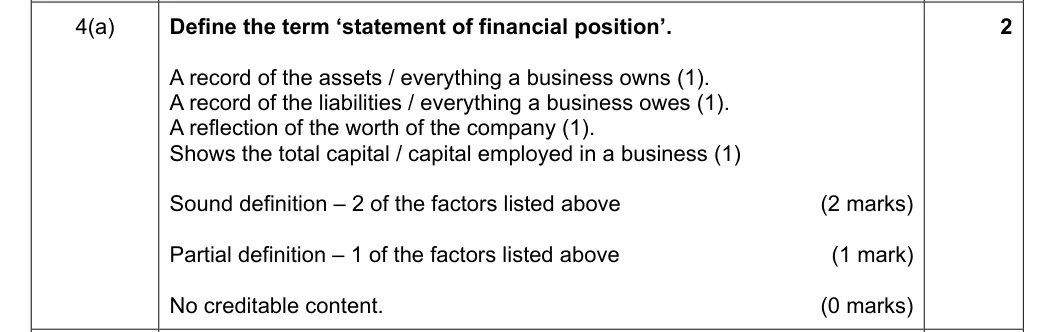 4(a) Define the term ‘statement of financial position’. 2
A record of the assets / everything a business owns (1).
A record of the liabilities / everything a business owes (1).
A reflection of the worth of the company (1).
Shows the total capital / capital employed in a business (1)
Sound definition – 2 of the factors listed above (2 marks)
Partial definition – 1 of the factors listed above (1 mark)
No creditable content. (0 marks)